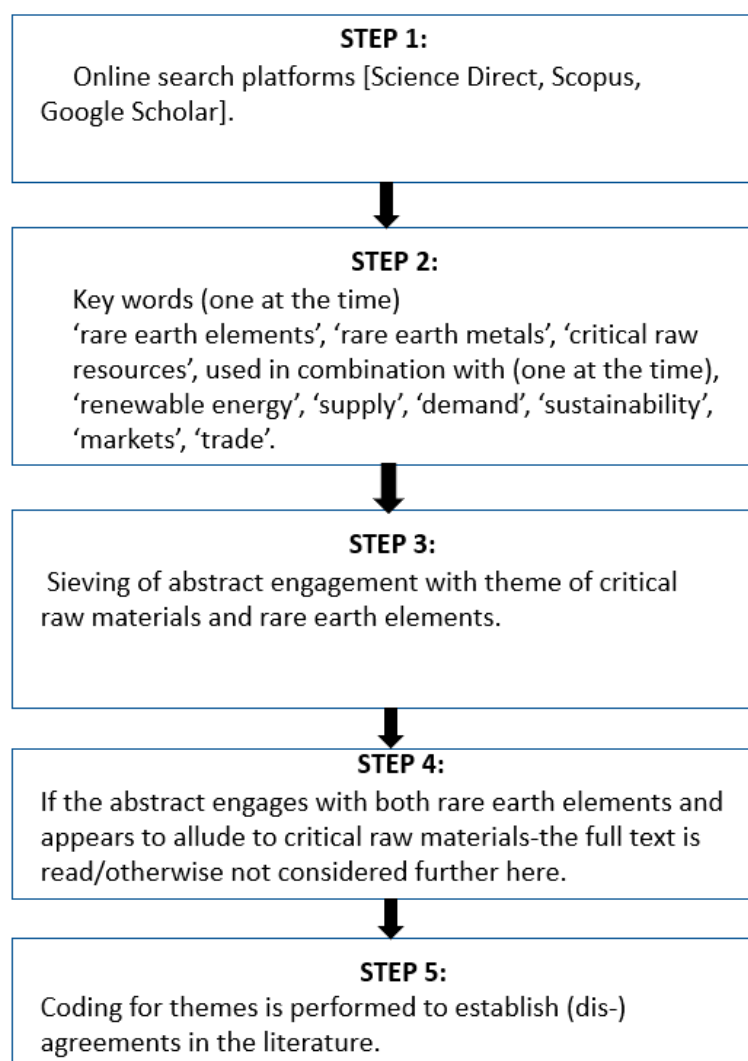 STEP 1:
Online search platforms [Science Direct, Scopus,
Google Scholar].
STEP 2:
Key words (one at the time)
‘rare earth elements’, ‘rare earth metals’, ‘critical raw
resources’, used in combination with (one at the time),
‘renewable energy’, ‘supply’, ‘demand’, ‘sustainability’,
‘markets’, ‘trade’.
STEP 3:
Sieving of abstract engagement with theme of critical
raw materials and rare earth elements.
STEP 4:
If the abstract engages with both rare earth elements and
appears to allude to critical raw materials-the full text is
read/otherwise not considered further here.
STEP 5:
Coding for themes is performed to establish (dis-)
agreements in the literature.